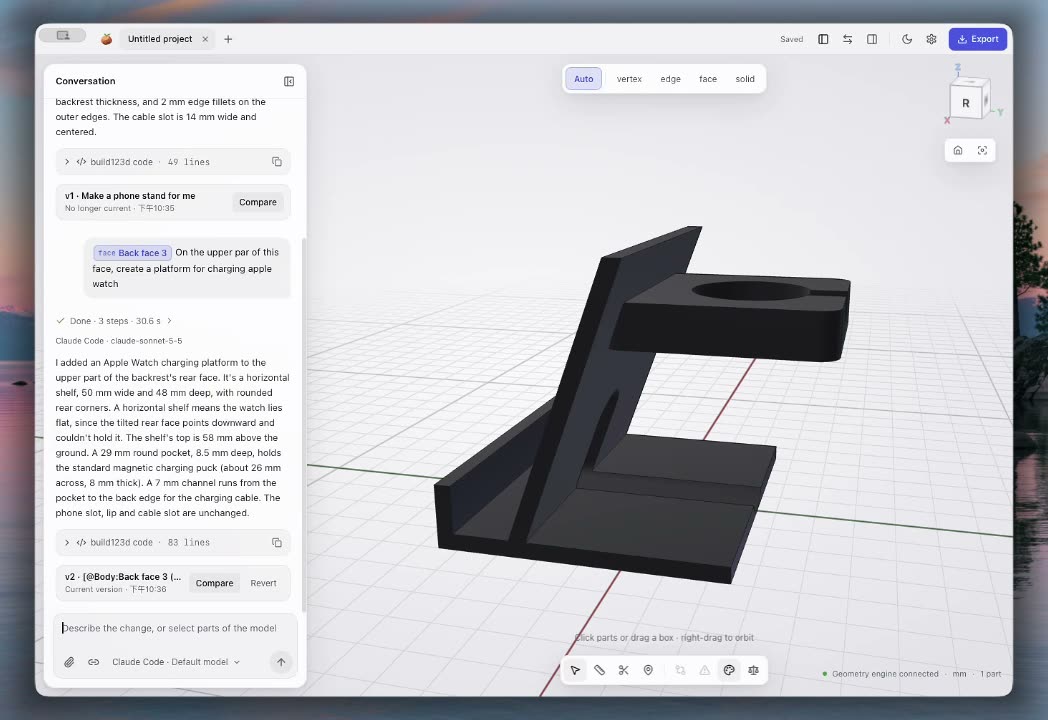 Untitled project
Saved
Export
Conversation
backrest thickness, and 2 mm edge fillets on the
outer edges. The cable slot is 14 mm wide and
centered.
build123d code · 49 lines
v1 · Make a phone stand for me
No longer current · 下午10:35
Compare
face Back face 3 On the upper par of this
face, create a platform for charging apple
watch
Done · 3 steps · 30.6 s
Claude Code · claude-sonnet-5-5
I added an Apple Watch charging platform to the
upper part of the backrest's rear face. It's a horizontal
shelf, 50 mm wide and 48 mm deep, with rounded
rear corners. A horizontal shelf means the watch lies
flat, since the tilted rear face points downward and
couldn't hold it. The shelf's top is 58 mm above the
ground. A 29 mm round pocket, 8.5 mm deep, holds
the standard magnetic charging puck (about 26 mm
across, 8 mm thick). A 7 mm channel runs from the
pocket to the back edge for the charging cable. The
phone slot, lip and cable slot are unchanged.
build123d code · 83 lines
v2 · [@Body:Back face 3 (...
Current version · 下午10:36
Compare
Revert
Describe the change, or select parts of the model
Claude Code · Default model
Auto
vertex
edge
face
solid
Z
R
X
Y
Click parts or drag a box · right-drag to orbit
Geometry engine connected · mm · 1 part